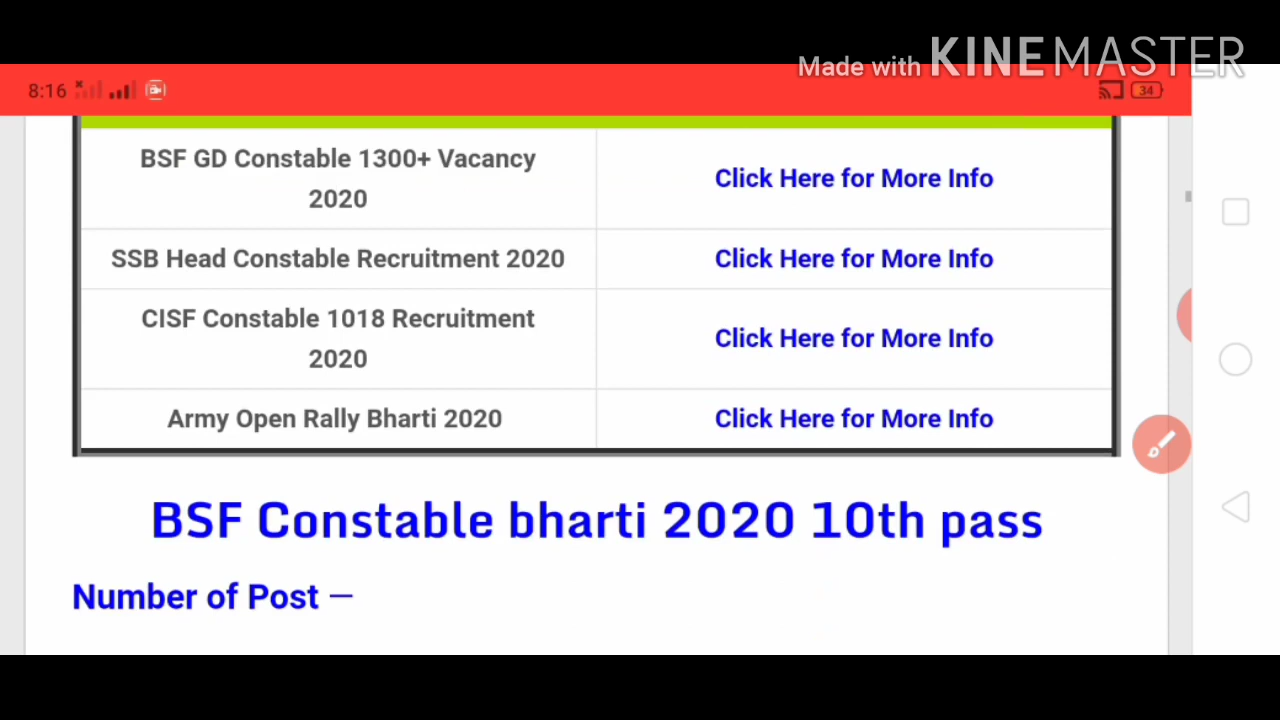 Made with KINEMASTER
8:16
34
BSF GD Constable 1300+ Vacancy
2020
Click Here for More Info
SSB Head Constable Recruitment 2020
Click Here for More Info
CISF Constable 1018 Recruitment
2020
Click Here for More Info
Army Open Rally Bharti 2020
Click Here for More Info
BSF Constable bharti 2020 10th pass
Number of Post —